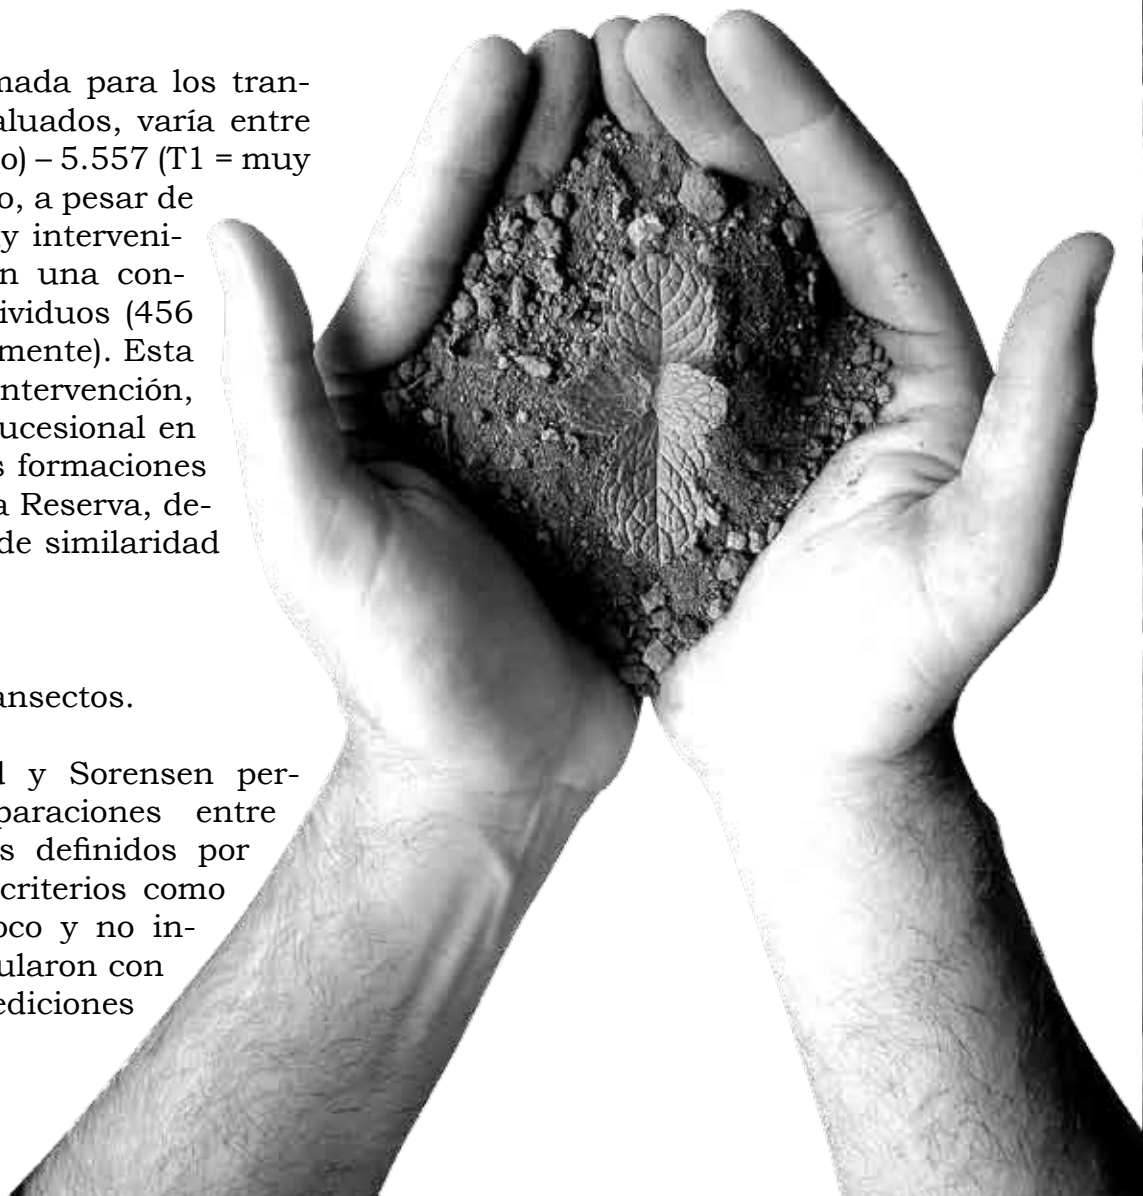 mada para los tran-
aluados, varía entre
o) – 5.557 (T1 = muy
o, a pesar de
y interveni-
n una con-
ividuos (456
mente). Esta
ntervención,
ucesional en
s formaciones
a Reserva, de-
de similaridad
ansectos.
d y Sorensen per-
paraciones entre
s definidos por
criterios como
oco y no in-
ularon con
ediciones